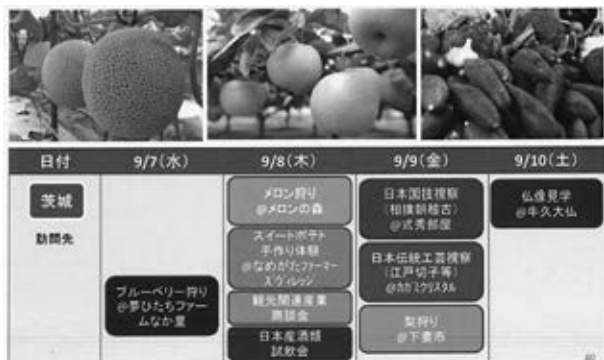 日付
9/7(水)
9/8(木)
9/9(金)
9/10(土)
茨城
訪問先
ブルーベリー狩り
@夢ひたちファー
ムなか里
メロン狩り
@メロンの森
スイートポテト
手作り体験
@なめがたファーマー
ズヴィレッジ
観光関連産業
商談会
日本産酒類
試飲会
日本国技視察
(相撲朝稽古)
@式秀部屋
日本伝統工芸視察
(江戸切子等)
@カガミクリスタル
梨狩り
@下妻市
仏像見学
@牛久大仏